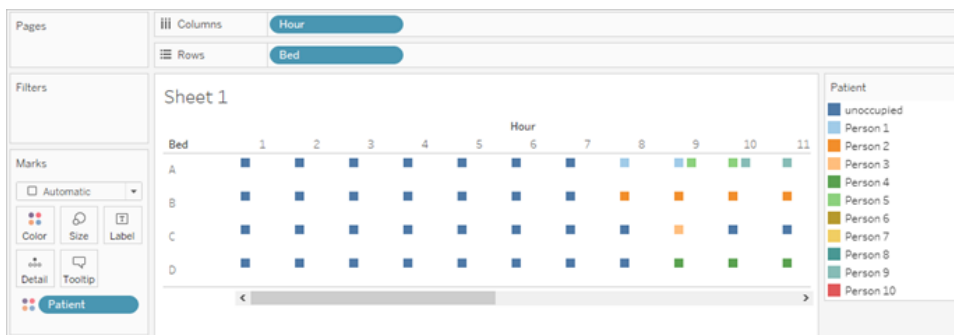 Pages
Columns
Hour
Rows
Bed
Filters
Sheet 1
Hour
Bed 1 2 3 4 5 6 7 8 9 10 11
A
B
C
D
Marks
Automatic
Color Size Label
Detail Tooltip
Patient
Patient
unoccupied
Person 1
Person 2
Person 3
Person 4
Person 5
Person 6
Person 7
Person 8
Person 9
Person 10